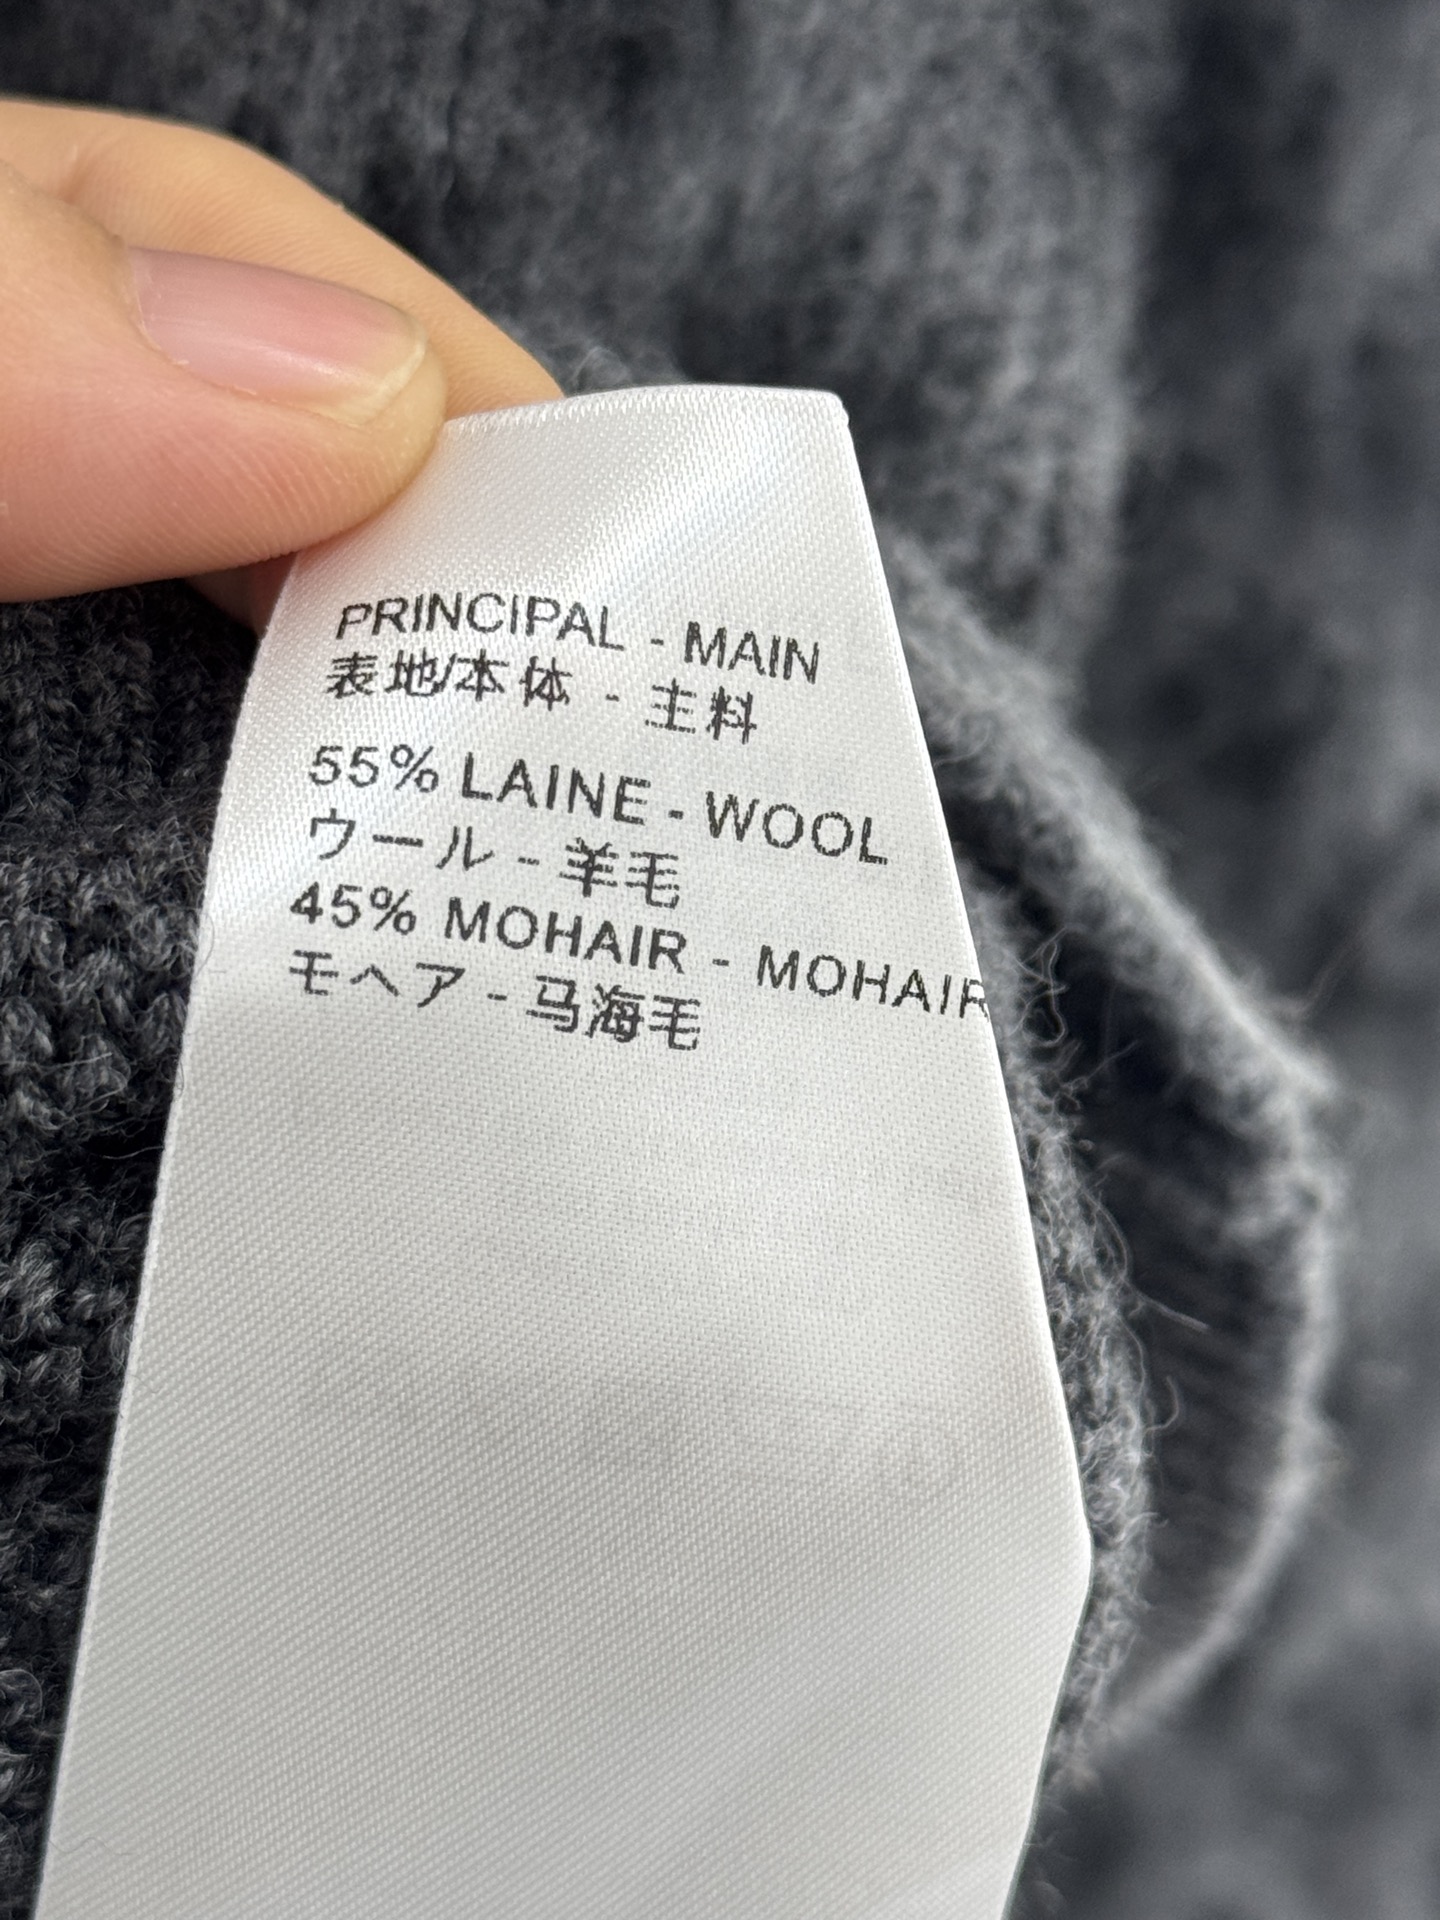 PRINCIPAL - MAIN
表地/本体 - 主料
55% LAINE - WOOL
ウール - 羊毛
45% MOHAIR - MOHAIR
モヘア - 马海毛